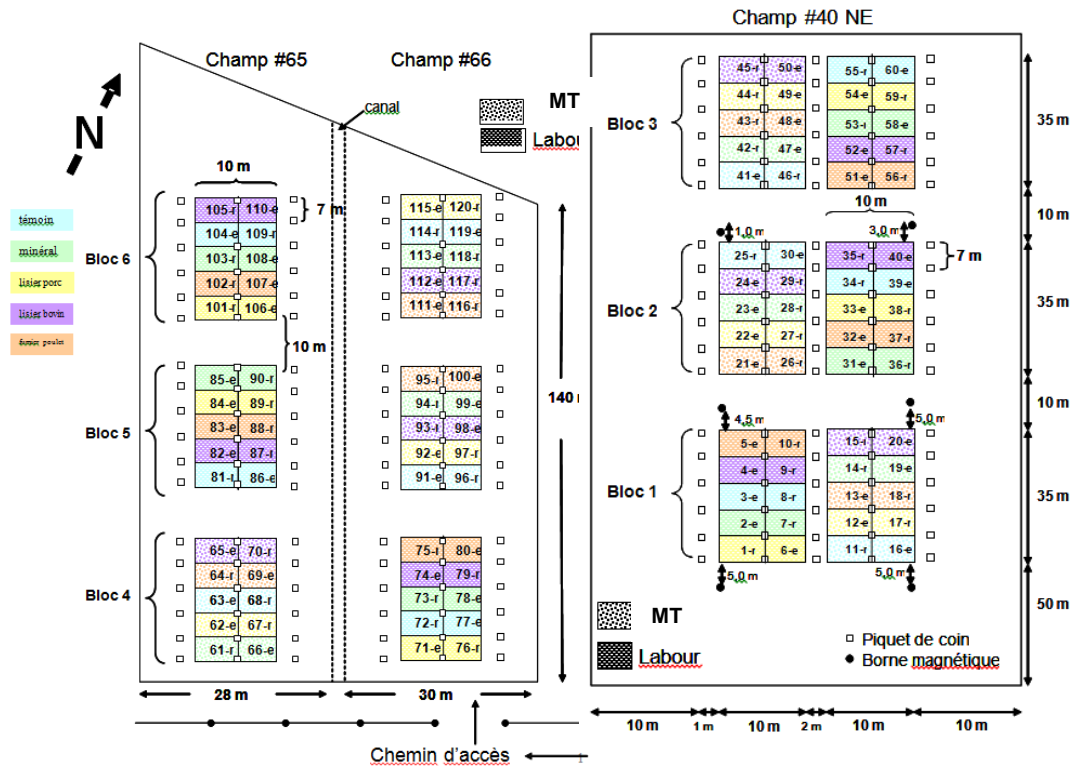 Champ #65
Champ #66
canal
MT
Labou
N
10 m
7 m
témoin
minéral
lisier porc
lisier bovin
fumier poulet
Bloc 6
105-r 110-e
104-e 109-r
103-r 108-e
102-r 107-e
101-r 106-e
115-e 120-r
114-r 119-e
113-e 118-r
112-e 117-r
111-e 116-r
10 m
Bloc 5
85-e 90-r
84-e 89-r
83-e 88-r
82-e 87-r
81-r 86-e
95-r 100-e
94-r 99-e
93-r 98-e
92-e 97-r
91-e 96-r
140 m
Bloc 4
65-e 70-r
64-r 69-e
63-e 68-r
62-e 67-r
61-r 66-e
75-r 80-e
74-e 79-r
73-r 78-e
72-r 77-e
71-e 76-r
28 m
30 m
Chemin d'accès
Champ #40 NE
Bloc 3
45-r 50-e
44-r 49-e
43-r 48-e
42-r 47-e
41-e 46-r
55-r 60-e
54-e 59-r
53-r 58-e
52-e 57-r
51-e 56-r
35 m
10 m
1,0 m
3,0 m
10 m
7 m
Bloc 2
25-r 30-e
24-e 29-r
23-e 28-r
22-e 27-r
21-e 26-r
35-r 40-e
34-r 39-e
33-e 38-r
32-e 37-r
31-e 36-r
35 m
10 m
4,5 m
5,0 m
Bloc 1
5-e 10-r
4-e 9-r
3-e 8-r
2-e 7-r
1-r 6-e
15-r 20-e
14-r 19-e
13-e 18-r
12-e 17-r
11-r 16-e
35 m
5,0 m
5,0 m
50 m
MT
Labour
Piquet de coin
Borne magnétique
10 m
1 m
10 m
2 m
10 m
10 m